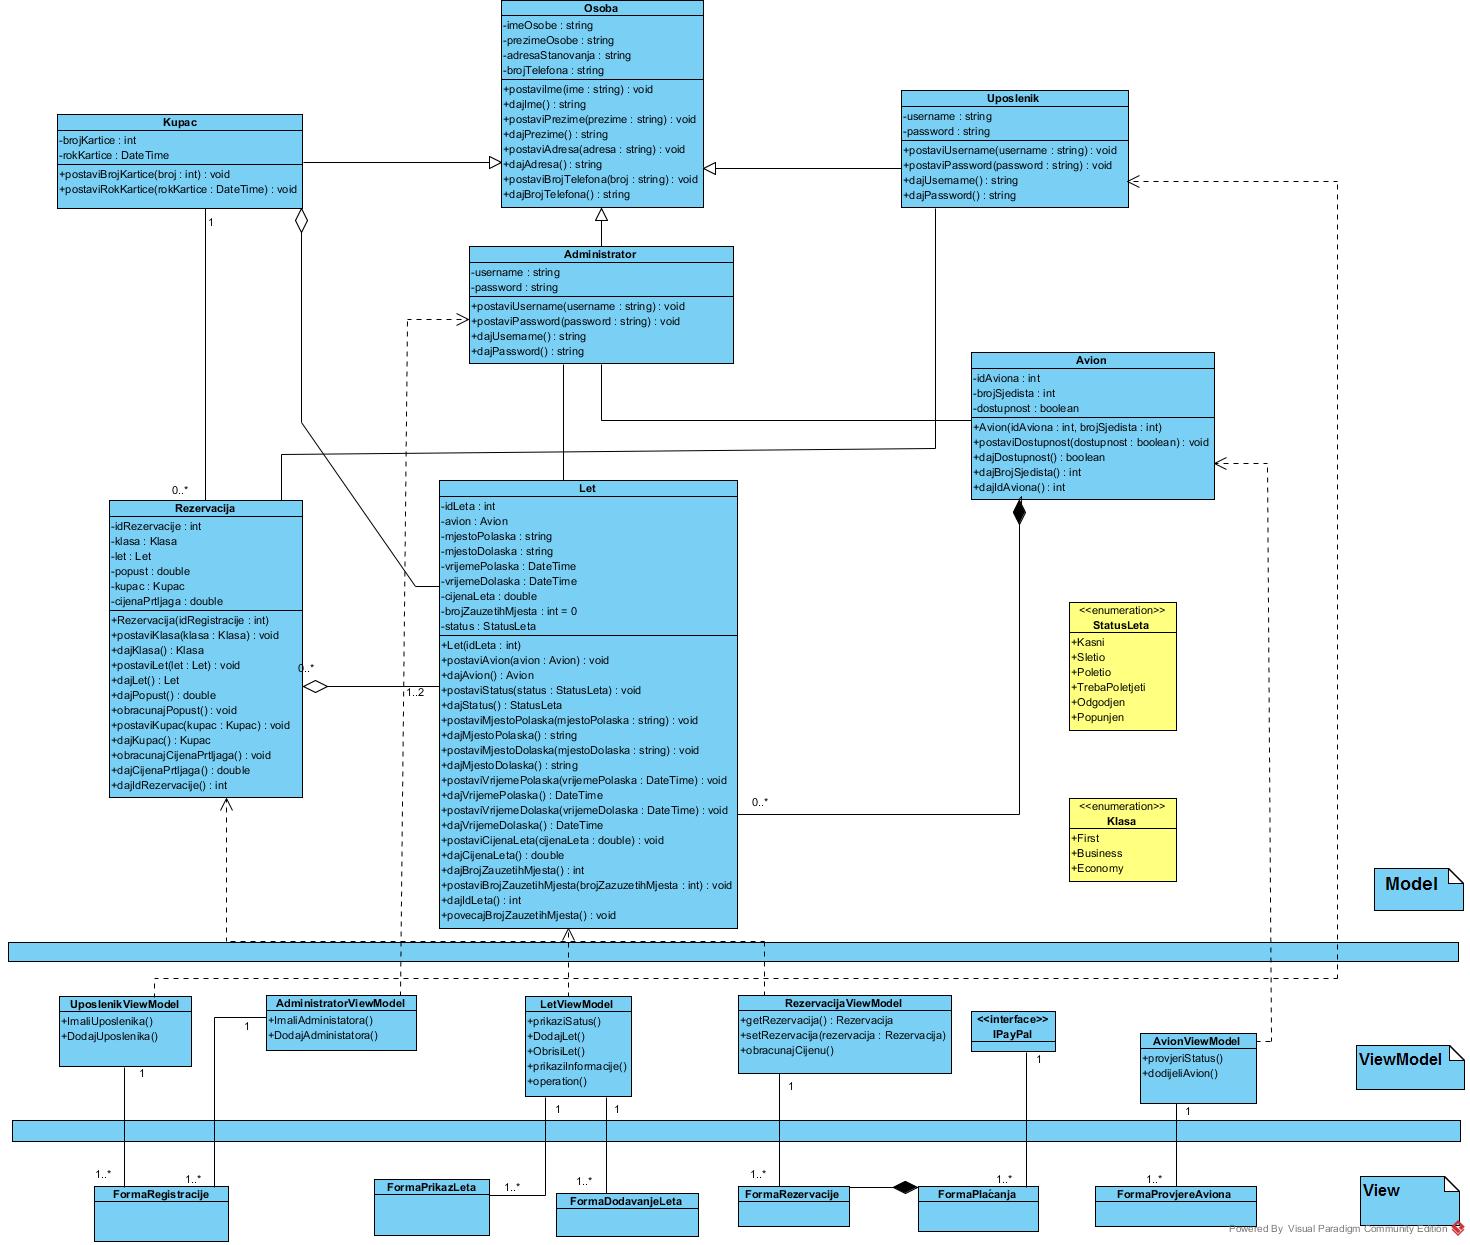 Osoba
-imeOsobe : string
-prezimeOsobe : string
-adresaStanovanja : string
-brojTelefona : string
+postaviIme(ime : string) : void
+dajIme() : string
+postaviPrezime(prezime : string) : void
+dajPrezime() : string
+postaviAdresa(adresa : string) : void
+dajAdresa() : string
+postaviBrojTelefona(broj : string) : void
+dajBrojTelefona() : string
Kupac
-brojKartice : int
-rokKartice : DateTime
+postaviBrojKartice(broj : int) : void
+postaviRokKartice(rokKartice : DateTime) : void
1
Uposlenik
-username : string
-password : string
+postaviUsername(username : string) : void
+postaviPassword(password : string) : void
+dajUsername() : string
+dajPassword() : string
Administrator
-username : string
-password : string
+postaviUsername(username : string) : void
+postaviPassword(password : string) : void
+dajUsername() : string
+dajPassword() : string
Avion
-idAviona : int
-brojSjedista : int
-dostupnost : boolean
+Avion(idAviona : int, brojSjedista : int)
+postaviDostupnost(dostupnost : boolean) : void
+dajDostupnost() : boolean
+dajBrojSjedista() : int
+dajIdAviona() : int
1
0..*
Rezervacija
-idRezervacije : int
-klasa : Klasa
-let : Let
-popust : double
-kupac : Kupac
-cijenaPrtljaga : double
+Rezervacija(idRegistracije : int)
+postaviKlasa(klasa : Klasa) : void
+dajKlasa() : Klasa
+postaviLet(let : Let) : void
+dajLet() : Let
+dajPopust() : double
+obracunajPopust() : void
+postaviKupac(kupac : Kupac) : void
+dajKupac() : Kupac
+obracunajCijenaPrtljaga() : void
+dajCijenaPrtljaga() : double
+dajIdRezervacije() : int
0..*
1..2
Let
-idLeta : int
-avion : Avion
-mjestoPolaska : string
-mjestoDolaska : string
-vrijemePolaska : DateTime
-vrijemeDolaska : DateTime
-cijenaLeta : double
-brojZauzetihMjesta : int = 0
-status : StatusLeta
+Let(idLeta : int)
+postaviAvion(avion : Avion) : void
+dajAvion() : Avion
+postaviStatus(status : StatusLeta) : void
+dajStatus() : StatusLeta
+postaviMjestoPolaska(mjestoPolaska : string) : void
+dajMjestoPolaska() : string
+postaviMjestoDolaska(mjestoDolaska : string) : void
+dajMjestoDolaska() : string
+postaviVrijemePolaska(vrijemePolaska : DateTime) : void
+dajVrijemePolaska() : DateTime
+postaviVrijemeDolaska(vrijemeDolaska : DateTime) : void
+dajVrijemeDolaska() : DateTime
+postaviCijenaLeta(cijenaLeta : double) : void
+dajCijenaLeta() : double
+dajBrojZauzetihMjesta() : int
+postaviBrojZauzetihMjesta(brojZazuzetihMjesta : int) : void
+dajIdLeta() : int
+povecajBrojZauzetihMjesta() : void
0..*
<<enumeration>>
StatusLeta
+Kasni
+Sletio
+Poletio
+TrebaPoletjeti
+Odgodjen
+Popunjen
<<enumeration>>
Klasa
+First
+Business
+Economy
Model
UposlenikViewModel
+ImaliUposlenika()
+DodajUposlenika()
1
AdministratorViewModel
+ImaliAdministatora()
+DodajAdministatora()
1
LetViewModel
+prikaziSatus()
+DodajLet()
+ObrisiLet()
+prikaziInformacije()
+operation()
1
1
RezervacijaViewModel
+getRezervacija() : Rezervacija
+setRezervacija(rezervacija : Rezervacija)
+obracunajCijenu()
1
<<interface>>
IPayPal
1
AvionViewModel
+provjeriStatus()
+dodijeliAvion()
1
ViewModel
1..*
1..*
FormaRegistracije
FormaPrikazLeta
1..*
1..*
FormaDodavanjeLeta
1..*
FormaRezervacije
1..*
FormaPlaćanja
1..*
FormaProvjereAviona
View
Powered By Visual Paradigm Community Edition